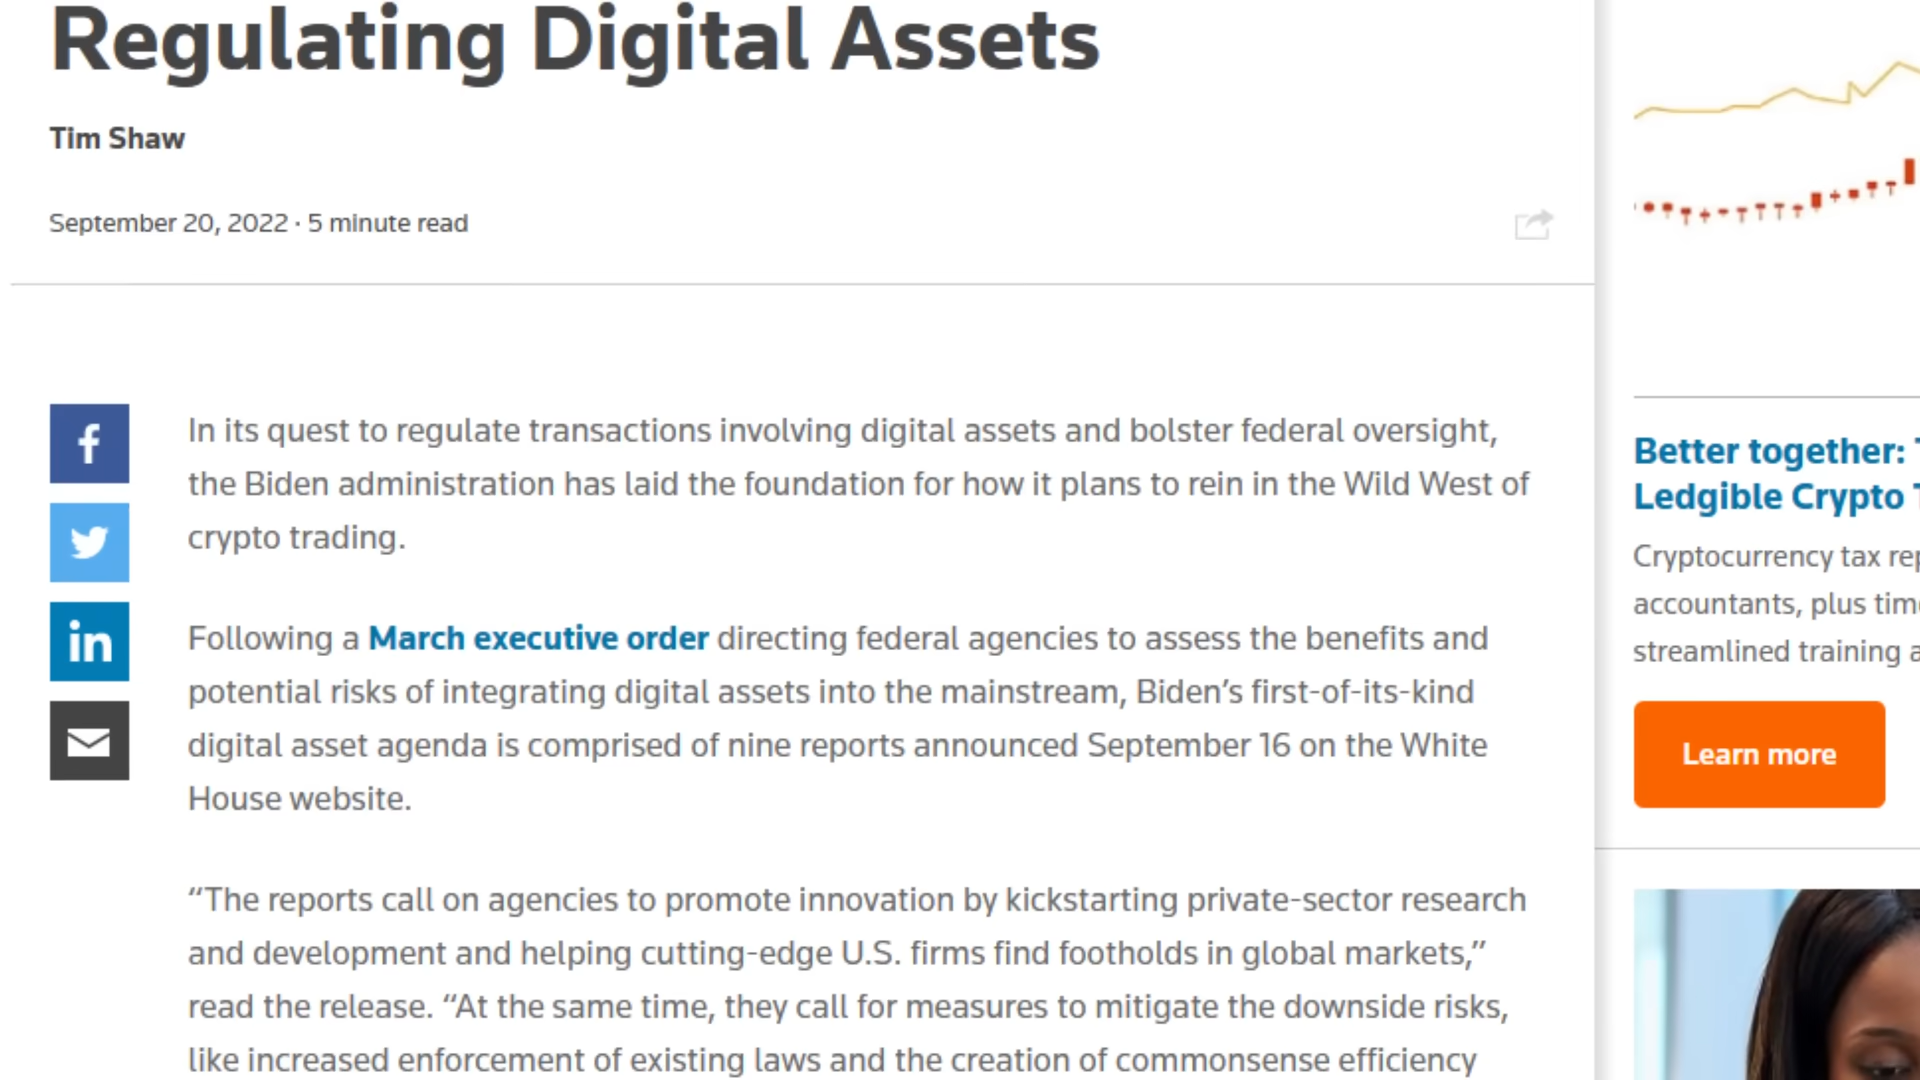 Regulating Digital Assets
Tim Shaw
September 20, 2022 · 5 minute read
f
in
In its quest to regulate transactions involving digital assets and bolster federal oversight,
the Biden administration has laid the foundation for how it plans to rein in the Wild West of
crypto trading.
Following a March executive order directing federal agencies to assess the benefits and
potential risks of integrating digital assets into the mainstream, Biden’s first-of-its-kind
digital asset agenda is comprised of nine reports announced September 16 on the White
House website.
“The reports call on agencies to promote innovation by kickstarting private-sector research
and development and helping cutting-edge U.S. firms find footholds in global markets,”
read the release. “At the same time, they call for measures to mitigate the downside risks,
like increased enforcement of existing laws and the creation of commonsense efficiency
Better together:
Ledgible Crypto
Cryptocurrency tax
accountants, plus
streamlined training
Learn more